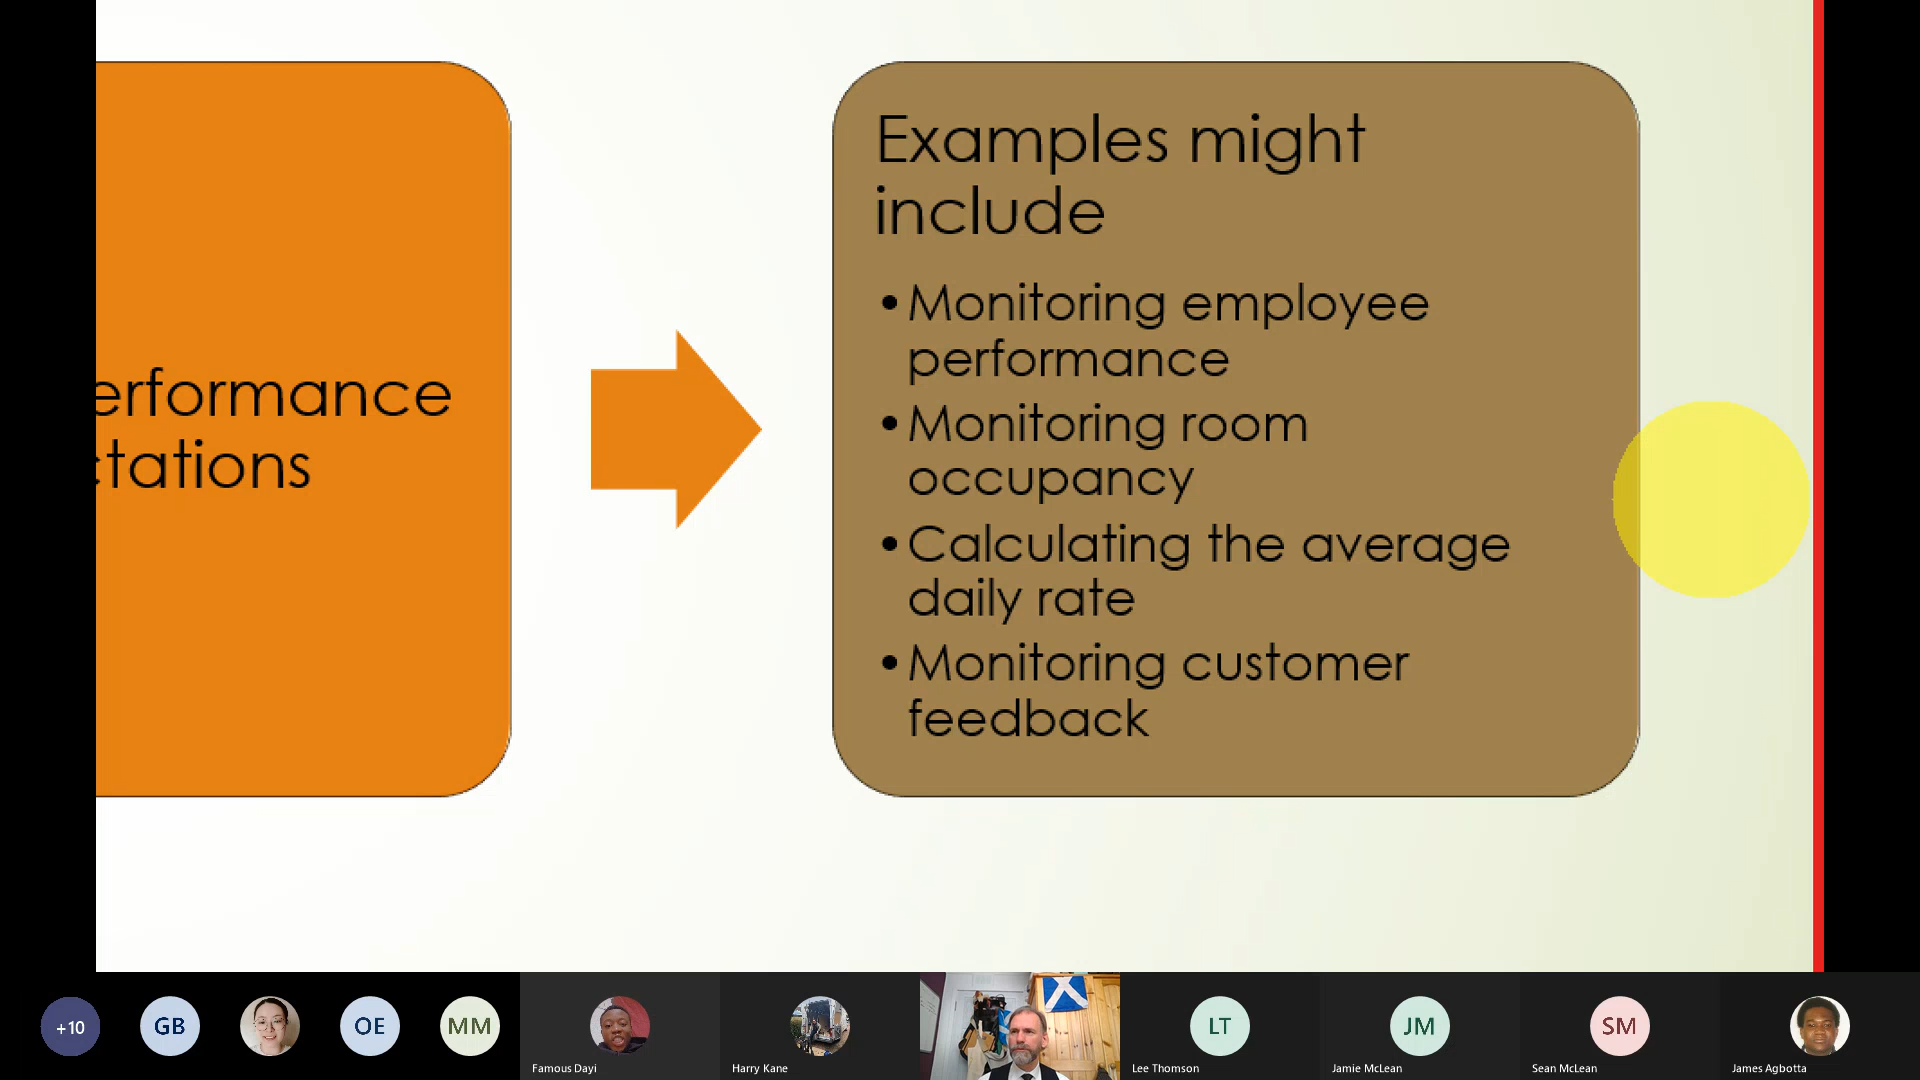 erformance
tations
Examples might
include
•Monitoring employee
performance
•Monitoring room
occupancy
•Calculating the average
daily rate
•Monitoring customer
feedback
+10
GB
OE
MM
Famous Dayi
Harry Kane
LT
Lee Thomson
JM
Jamie McLean
SM
Sean McLean
James Agbotta